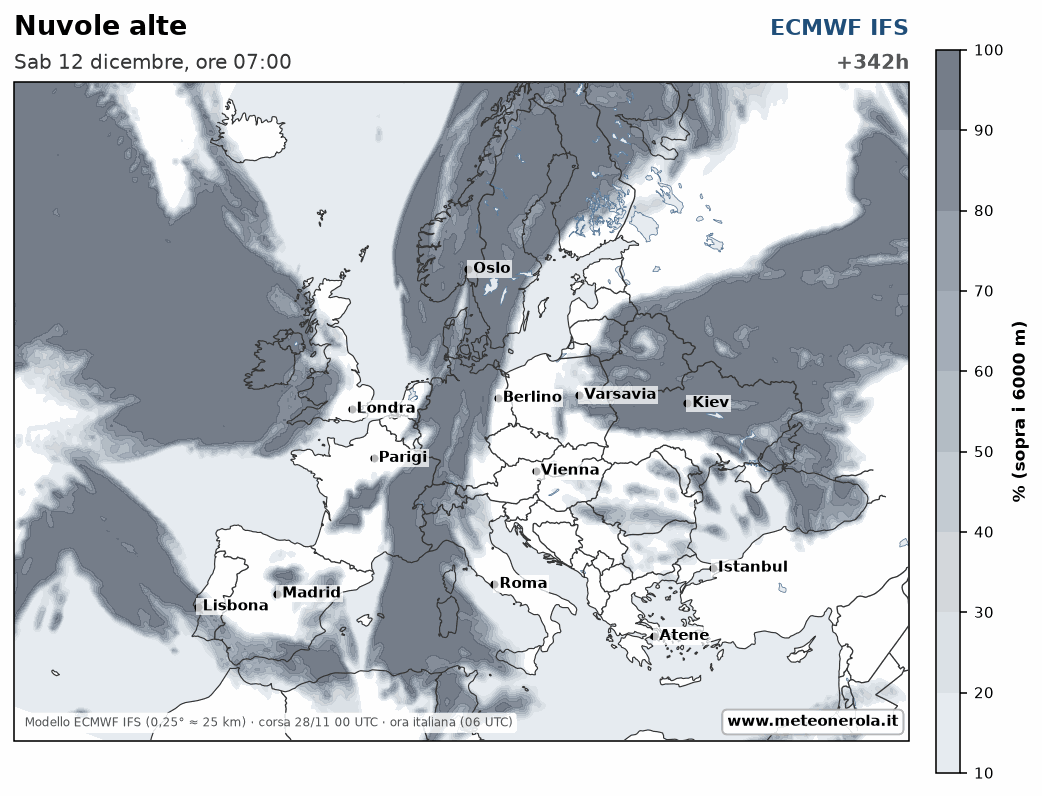 Nuvole alte
ECMWF IFS
Sab 12 dicembre, ore 07:00
+342h
100
90
80
70
60
50
40
30
20
10
% (sopra i 6000 m)
Oslo
Berlino
Varsavia
Kiev
Londra
Parigi
Vienna
Istanbul
Roma
Madrid
Lisbona
Atene
Modello ECMWF IFS (0,25° ≈ 25 km) · corsa 28/11 00 UTC · ora italiana (06 UTC)
www.meteonerola.it